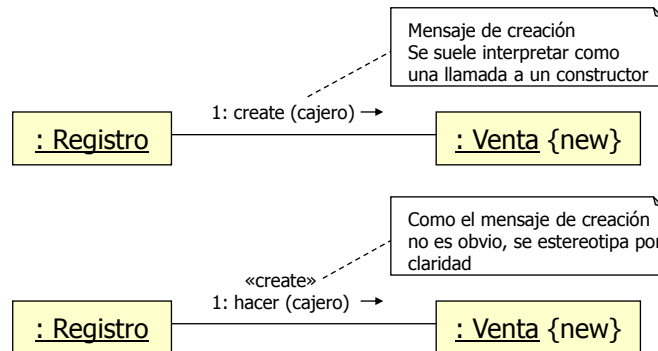 Mensaje de creación
Se suele interpretar como
una llamada a un constructor
1: create (cajero) →
: Registro
: Venta {new}
Como el mensaje de creación
no es obvio, se estereotipa por
claridad
«create»
1: hacer (cajero) →
: Registro
: Venta {new}